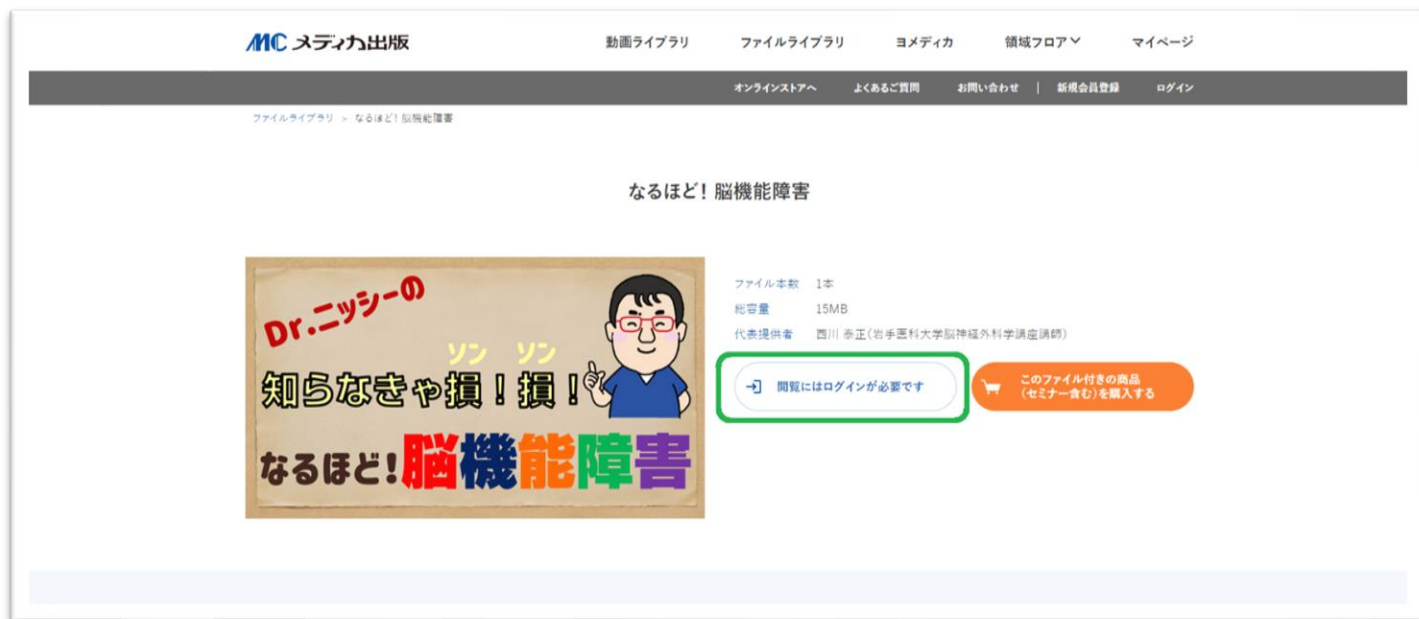 MC メディカ出版
動画ライブラリ ファイルライブラリ ヨメディカ 領域フロア マイページ
オンラインストアへ よくあるご質問 お問い合わせ | 新規会員登録 ログイン
ファイルライブラリ > なるほど!脳機能障害
なるほど!脳機能障害
Dr.ニッシーの
ソン ソン
知らなきゃ損!損!
なるほど!脳機能障害
ファイル本数 1本
総容量 15MB
代表提供者 西川 泰正(岩手医科大学脳神経外科学講座講師)
閲覧にはログインが必要です
このファイル付きの商品
(セミナー含む)を購入する